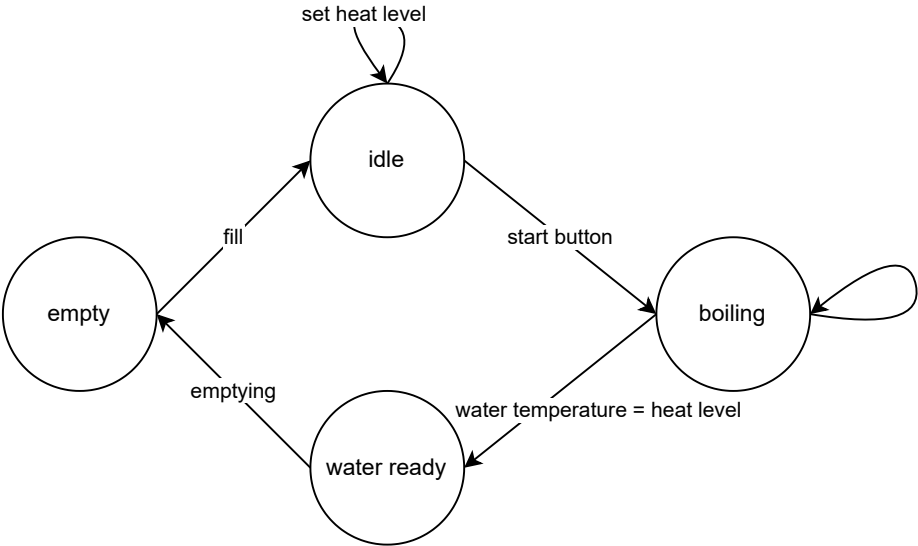 set heat level
idle
fill
start button
empty
boiling
emptying
water temperature = heat level
water ready